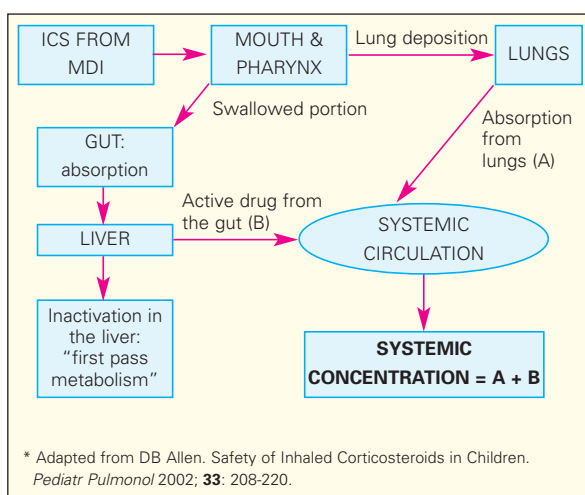 ICS FROM
MDI
MOUTH &
PHARYNX
Lung deposition
LUNGS
Swallowed portion
Absorption
from
lungs (A)
GUT:
absorption
Active drug from
the gut (B)
LIVER
SYSTEMIC
CIRCULATION
Inactivation in
the liver:
“first pass
metabolism”
SYSTEMIC
CONCENTRATION = A + B
* Adapted from DB Allen. Safety of Inhaled Corticosteroids in Children.
Pediatr Pulmonol 2002; 33: 208-220.